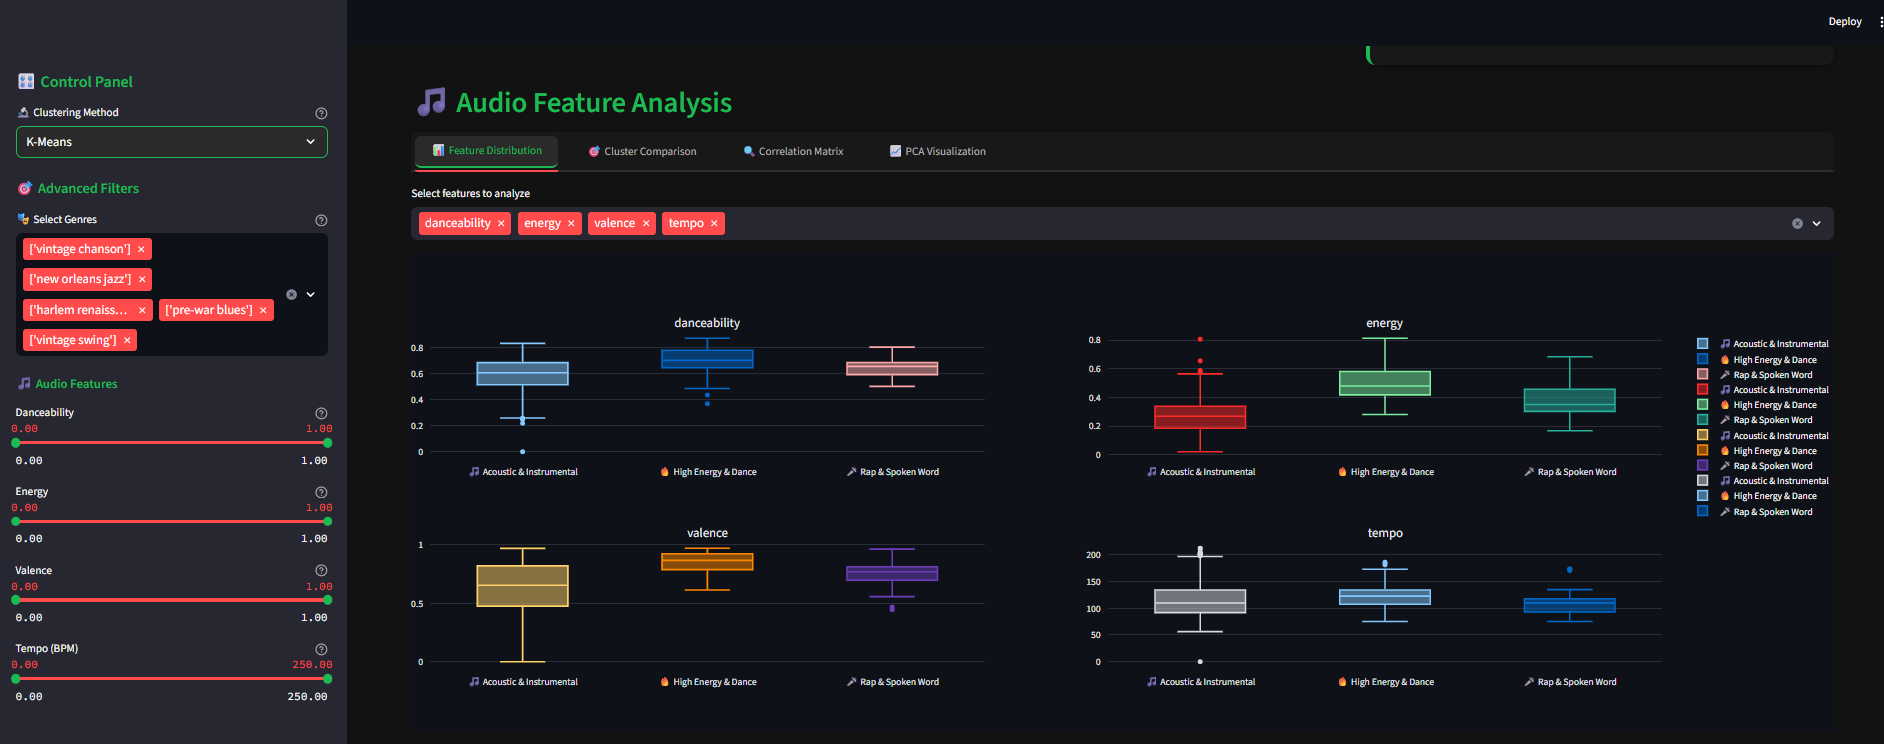 Deploy
Control Panel
Clustering Method
K-Means
Advanced Filters
Select Genres
['vintage chanson'] ×
['new orleans jazz'] ×
['harlem renaiss... × ['pre-war blues'] ×
['vintage swing'] ×
Audio Features
Danceability
0.00 1.00
0.00 1.00
Energy
0.00 1.00
0.00 1.00
Valence
0.00 1.00
0.00 1.00
Tempo (BPM)
0.00 250.00
0.00 250.00
Audio Feature Analysis
Feature Distribution Cluster Comparison Correlation Matrix PCA Visualization
Select features to analyze
danceability × energy × valence × tempo ×
danceability
0.8
0.6
0.4
0.2
0
Acoustic & Instrumental High Energy & Dance Rap & Spoken Word
energy
0.8
0.6
0.4
0.2
0
Acoustic & Instrumental High Energy & Dance Rap & Spoken Word
valence
1
0.5
0
Acoustic & Instrumental High Energy & Dance Rap & Spoken Word
tempo
200
150
100
50
0
Acoustic & Instrumental High Energy & Dance Rap & Spoken Word
Acoustic & Instrumental
High Energy & Dance
Rap & Spoken Word
Acoustic & Instrumental
High Energy & Dance
Rap & Spoken Word
Acoustic & Instrumental
High Energy & Dance
Rap & Spoken Word
Acoustic & Instrumental
High Energy & Dance
Rap & Spoken Word